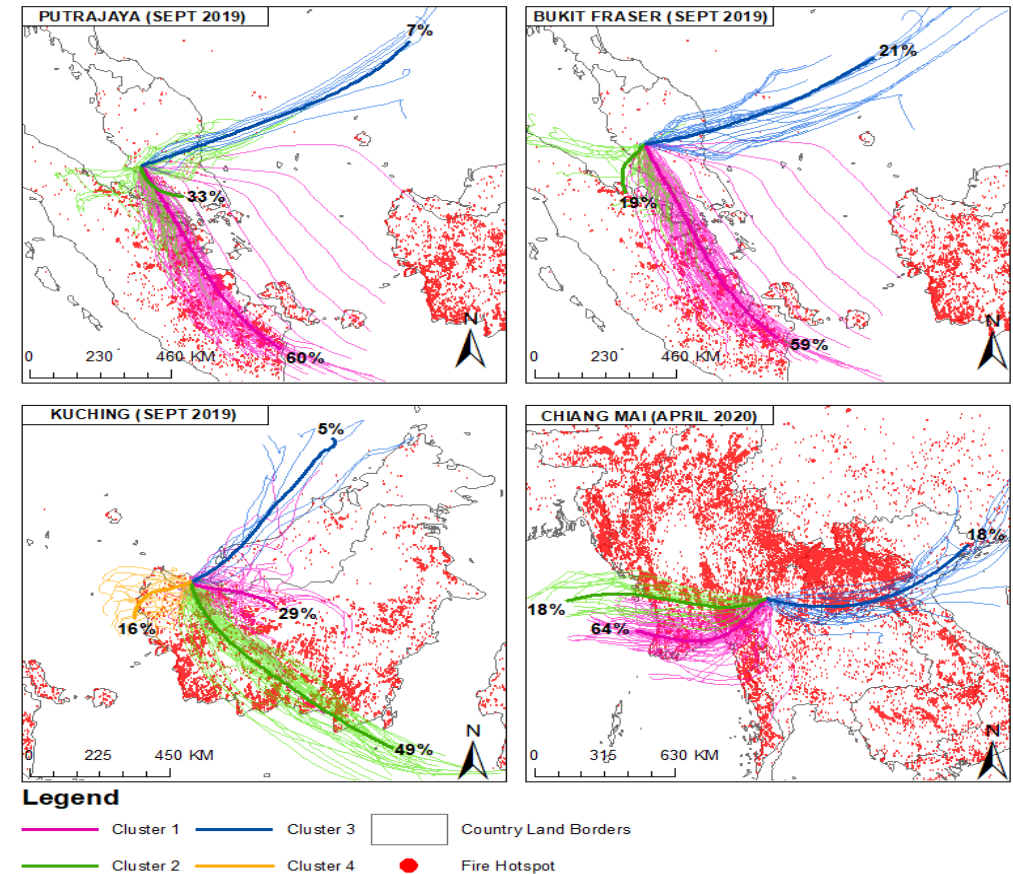 PUTRAJAYA (SEPT 2019)
7%
33%
60%
N
0 230 460 KM
BUKIT FRASER (SEPT 2019)
21%
19%
59%
N
0 230 460 KM
KUCHING (SEPT 2019)
5%
29%
16%
49%
N
0 225 450 KM
CHIANG MAI (APRIL 2020)
18%
18%
64%
N
0 315 630 KM
Legend
Cluster 1 Cluster 3 Country Land Borders
Cluster 2 Cluster 4 Fire Hotspot